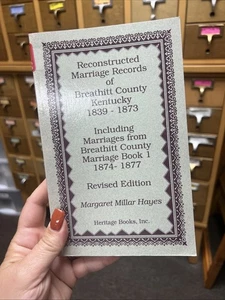 Reconstructed
Marriage Records
of
Breathitt County
Kentucky
1839 - 1873
Including
Marriages from
Breathitt County
Marriage Book 1
1874- 1877
Revised Edition
Margaret Millar Hayes
Heritage Books, Inc.